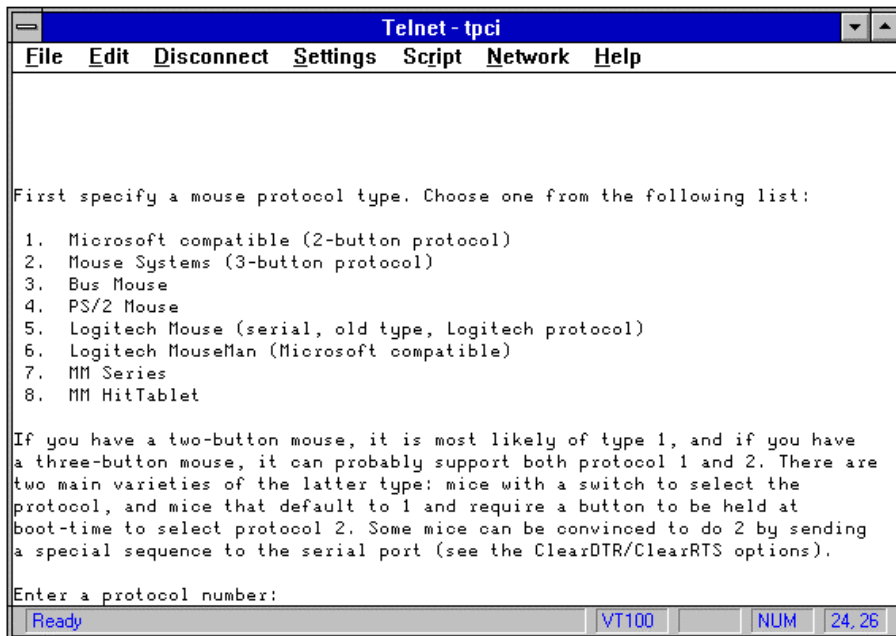 Telnet - tpci
File Edit Disconnect Settings Script Network Help
First specify a mouse protocol type. Choose one from the following list:
1. Microsoft compatible (2-button protocol)
2. Mouse Systems (3-button protocol)
3. Bus Mouse
4. PS/2 Mouse
5. Logitech Mouse (serial, old type, Logitech protocol)
6. Logitech MouseMan (Microsoft compatible)
7. MM Series
8. MM HitTablet
If you have a two-button mouse, it is most likely of type 1, and if you have
a three-button mouse, it can probably support both protocol 1 and 2. There are
two main varieties of the latter type: mice with a switch to select the
protocol, and mice that default to 1 and require a button to be held at
boot-time to select protocol 2. Some mice can be convinced to do 2 by sending
a special sequence to the serial port (see the ClearDTR/ClearRTS options).
Enter a protocol number:
Ready VT100 NUM 24, 26